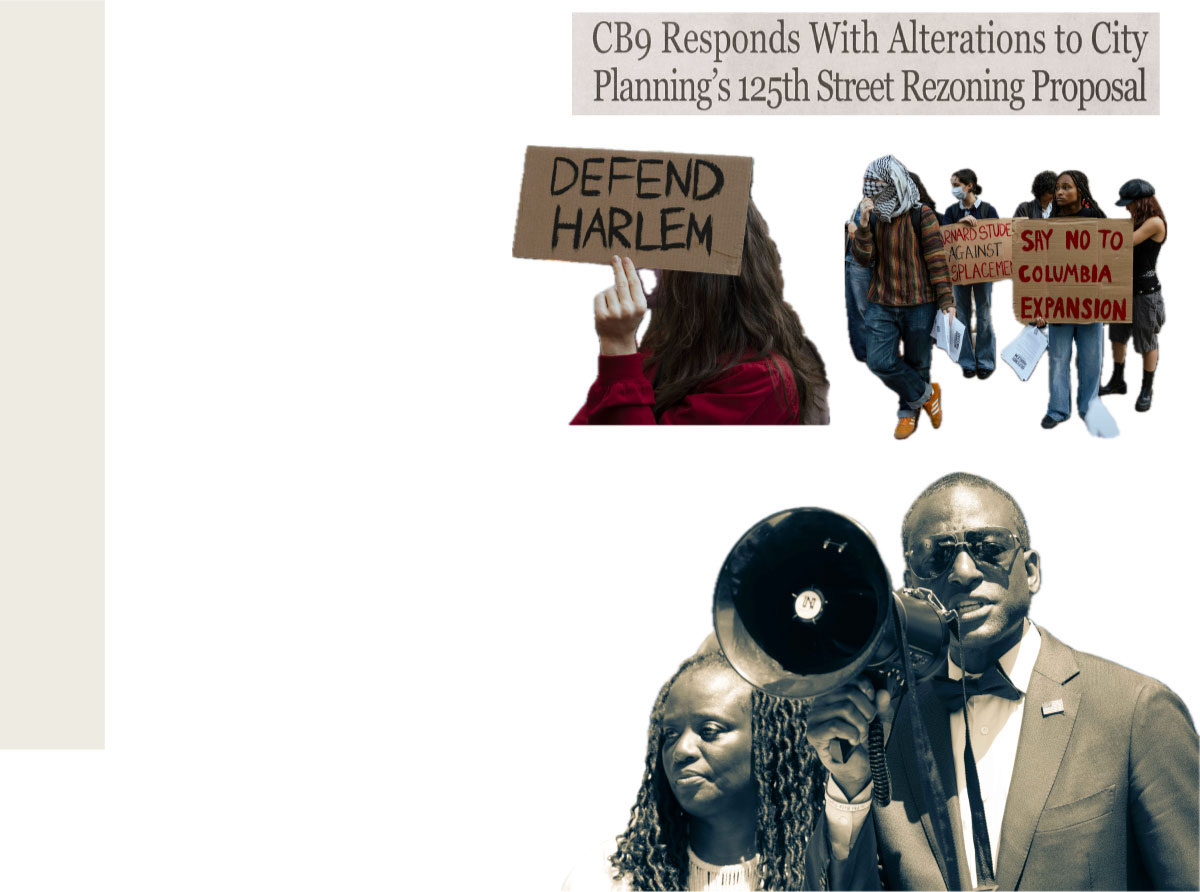 CB9 Responds With Alterations to City
Planning’s 125th Street Rezoning Proposal
DEFEND
HARLEM
AGAINST
SAY NO TO
COLUMBIA
EXPANSION